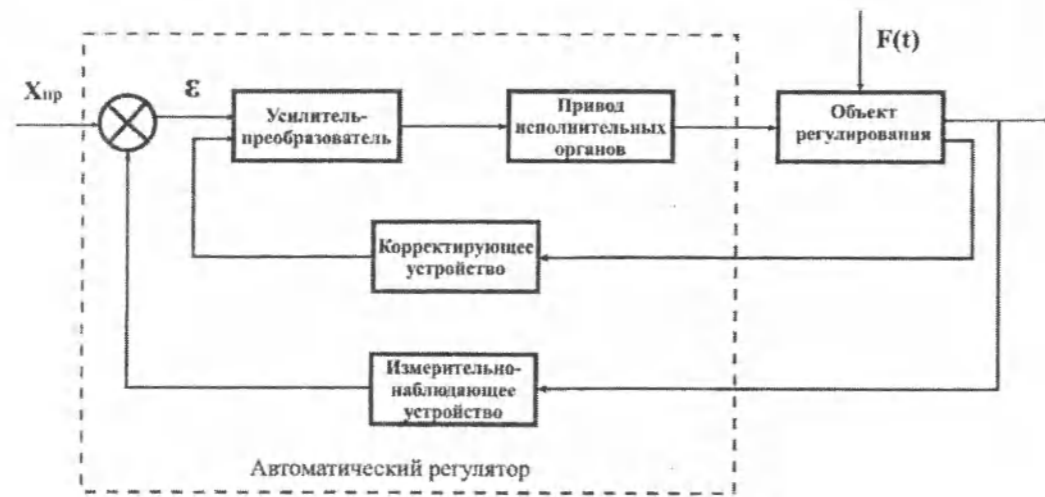 F(t)
Xпр
ε
Усилитель-
преобразователь
Привод
исполнительных
органов
Объект
регулирования
Корректирующее
устройство
Измерительно-
наблюдающее
устройство
Автоматический регулятор